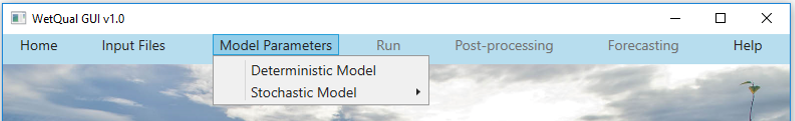 WetQual GUI v1.0
Home Input Files Model Parameters Run Post-processing Forecasting Help
Deterministic Model
Stochastic Model